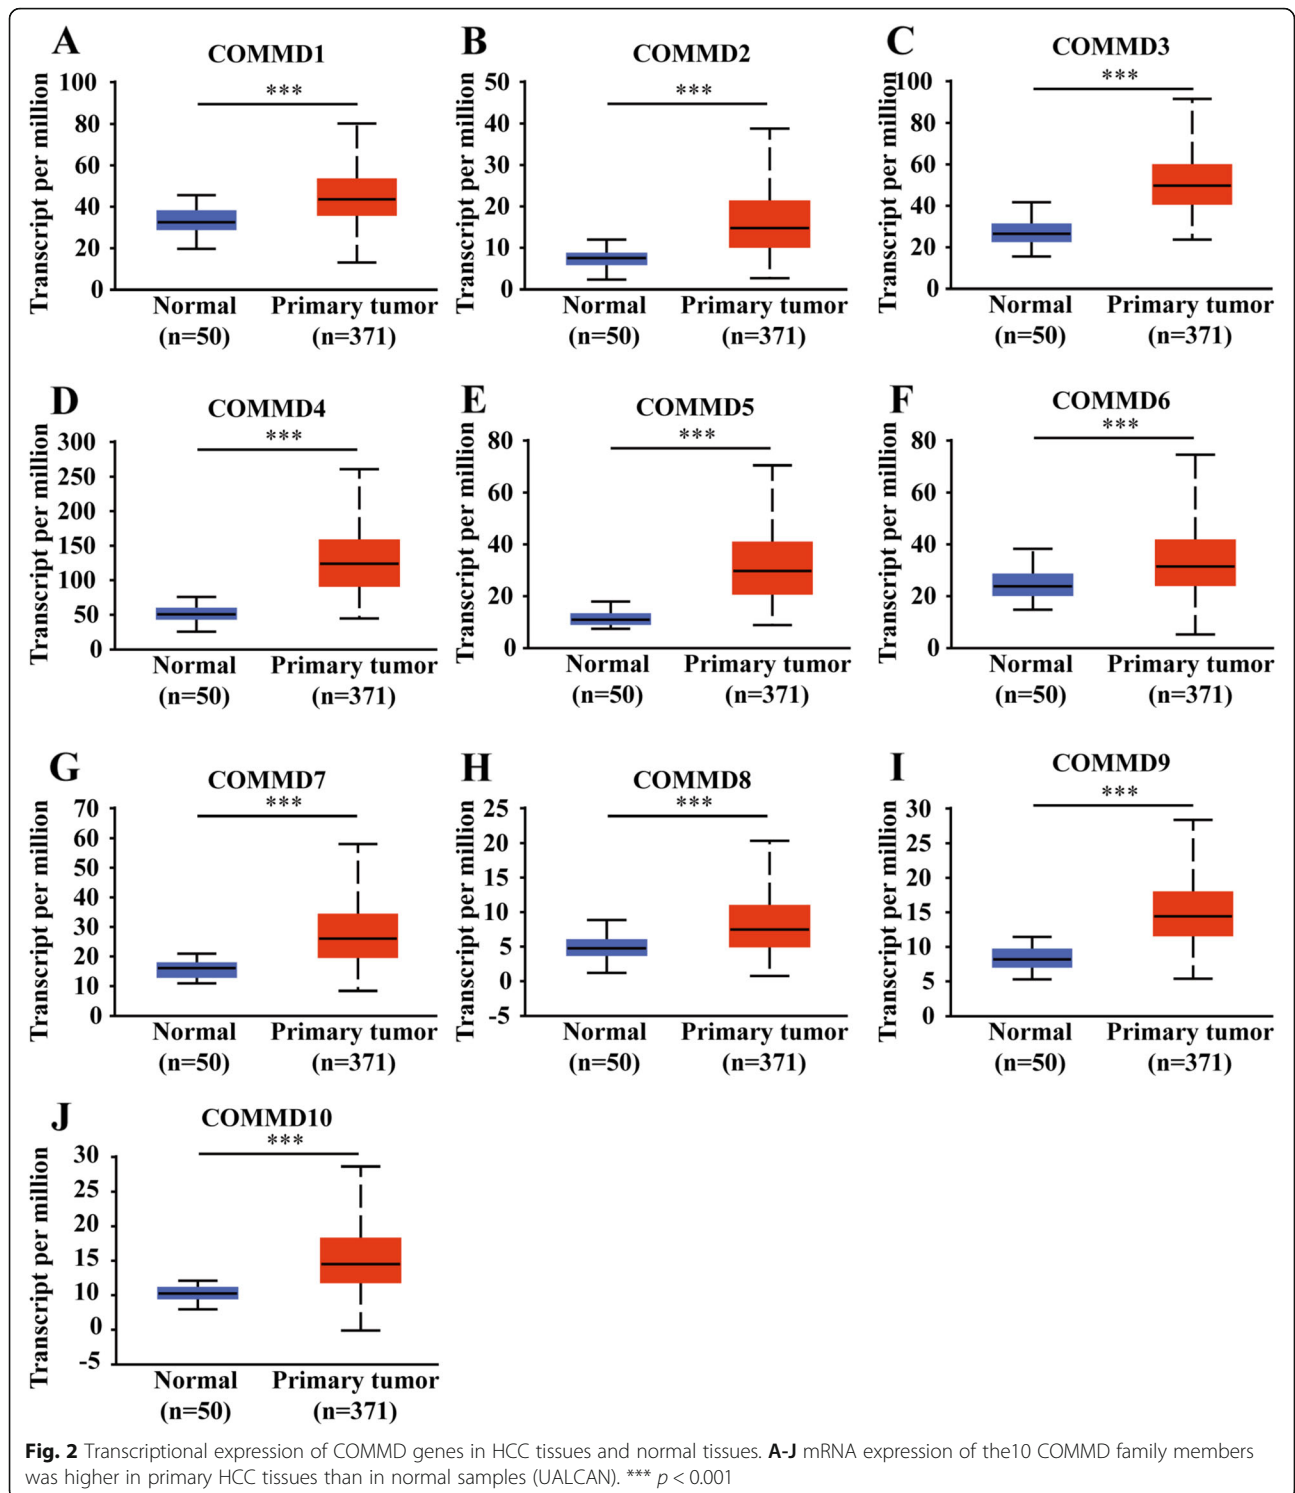 A
COMMD1
***
Transcript per million
100
80
60
40
20
0
Normal
(n=50)
Primary tumor
(n=371)
B
COMMD2
***
Transcript per million
50
40
30
20
10
0
Normal
(n=50)
Primary tumor
(n=371)
C
COMMD3
***
Transcript per million
100
80
60
40
20
0
Normal
(n=50)
Primary tumor
(n=371)
D
COMMD4
***
Transcript per million
300
250
200
150
100
50
0
Normal
(n=50)
Primary tumor
(n=371)
E
COMMD5
***
Transcript per million
80
60
40
20
0
Normal
(n=50)
Primary tumor
(n=371)
F
COMMD6
***
Transcript per million
80
60
40
20
0
Normal
(n=50)
Primary tumor
(n=371)
G
COMMD7
***
Transcript per million
70
60
50
40
30
20
10
0
Normal
(n=50)
Primary tumor
(n=371)
H
COMMD8
***
Transcript per million
25
20
15
10
5
0
-5
Normal
(n=50)
Primary tumor
(n=371)
I
COMMD9
***
Transcript per million
30
25
20
15
10
5
0
Normal
(n=50)
Primary tumor
(n=371)
J
COMMD10
***
Transcript per million
30
20
15
10
0
-5
Normal
(n=50)
Primary tumor
(n=371)
Fig. 2 Transcriptional expression of COMMD genes in HCC tissues and normal tissues. A-J mRNA expression of the10 COMMD family members
was higher in primary HCC tissues than in normal samples (UALCAN). *** p < 0.001